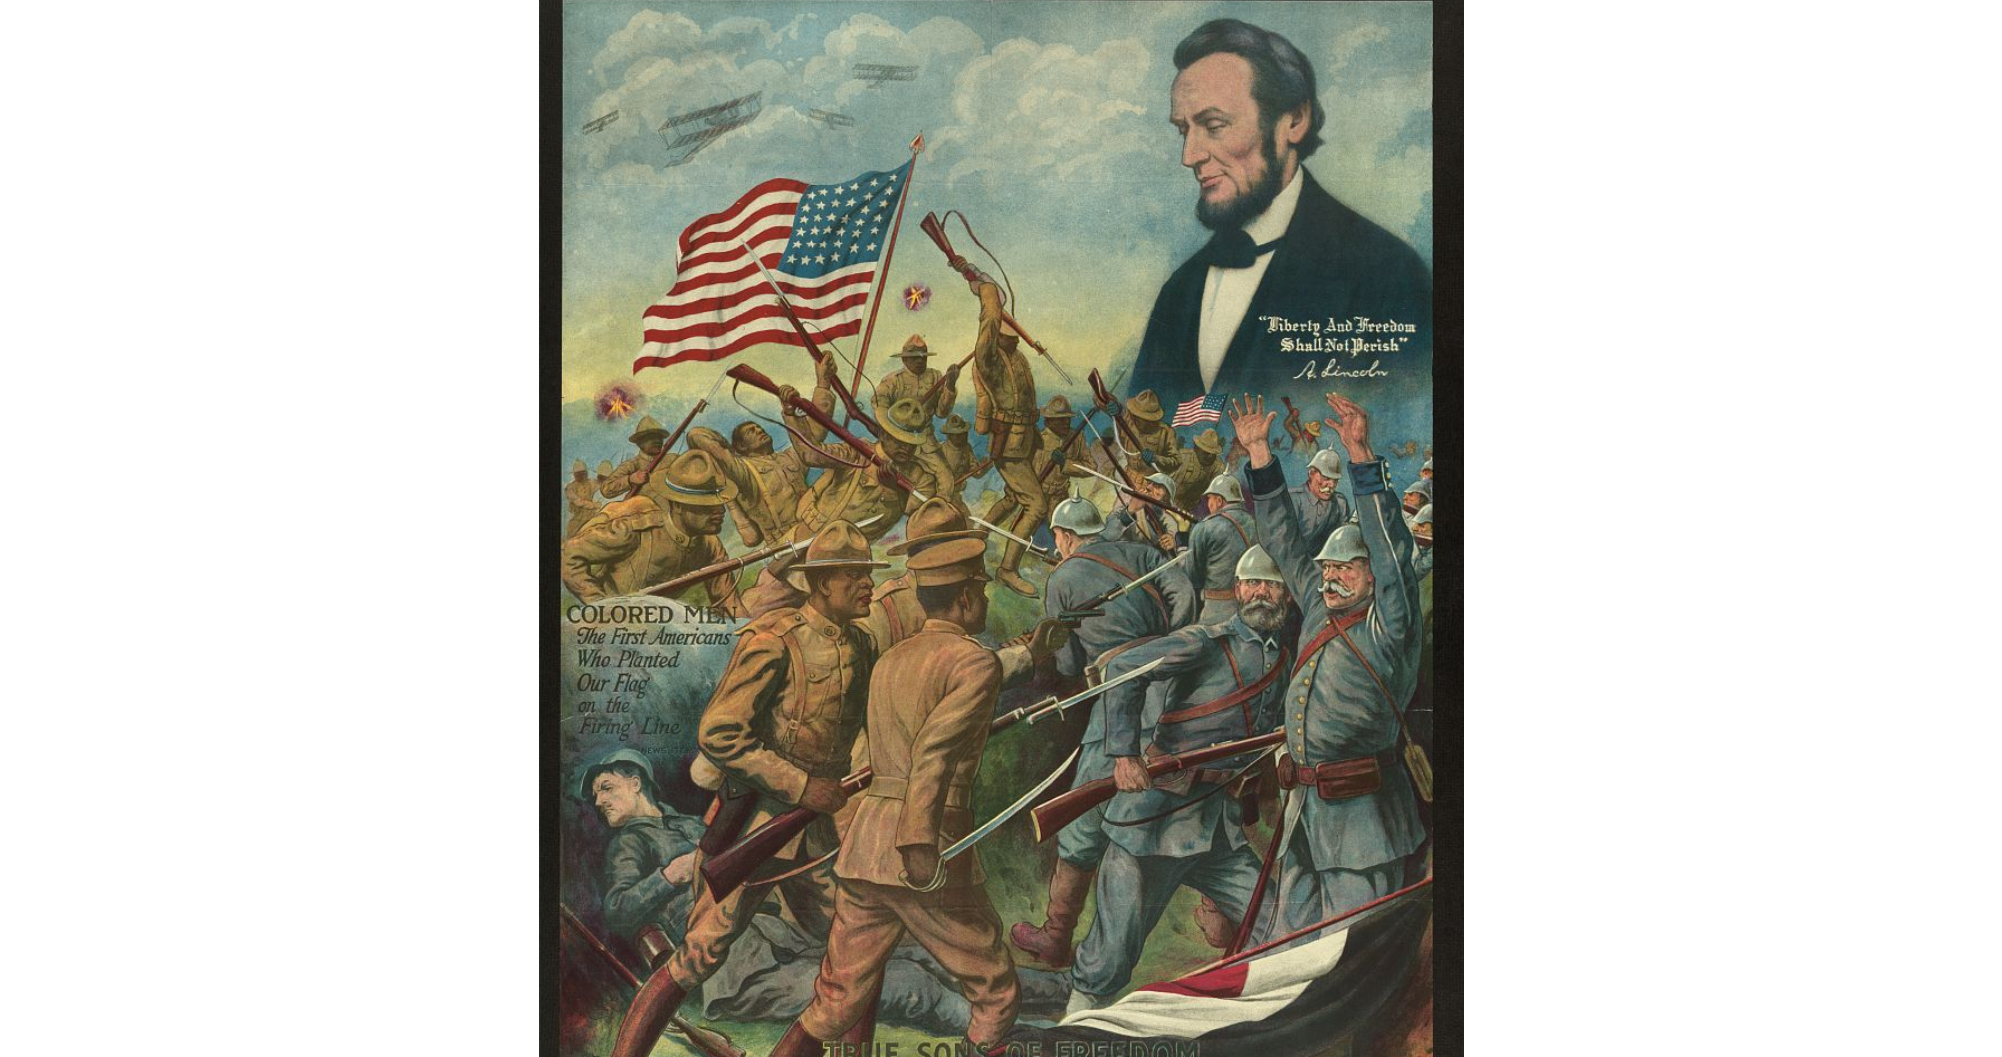 "Liberty And Freedom
Shall Not Perish"
A. Lincoln
COLORED MEN
The First Americans
Who Planted
Our Flag
on the
Firing Line
TRUE SONS OF FREEDOM